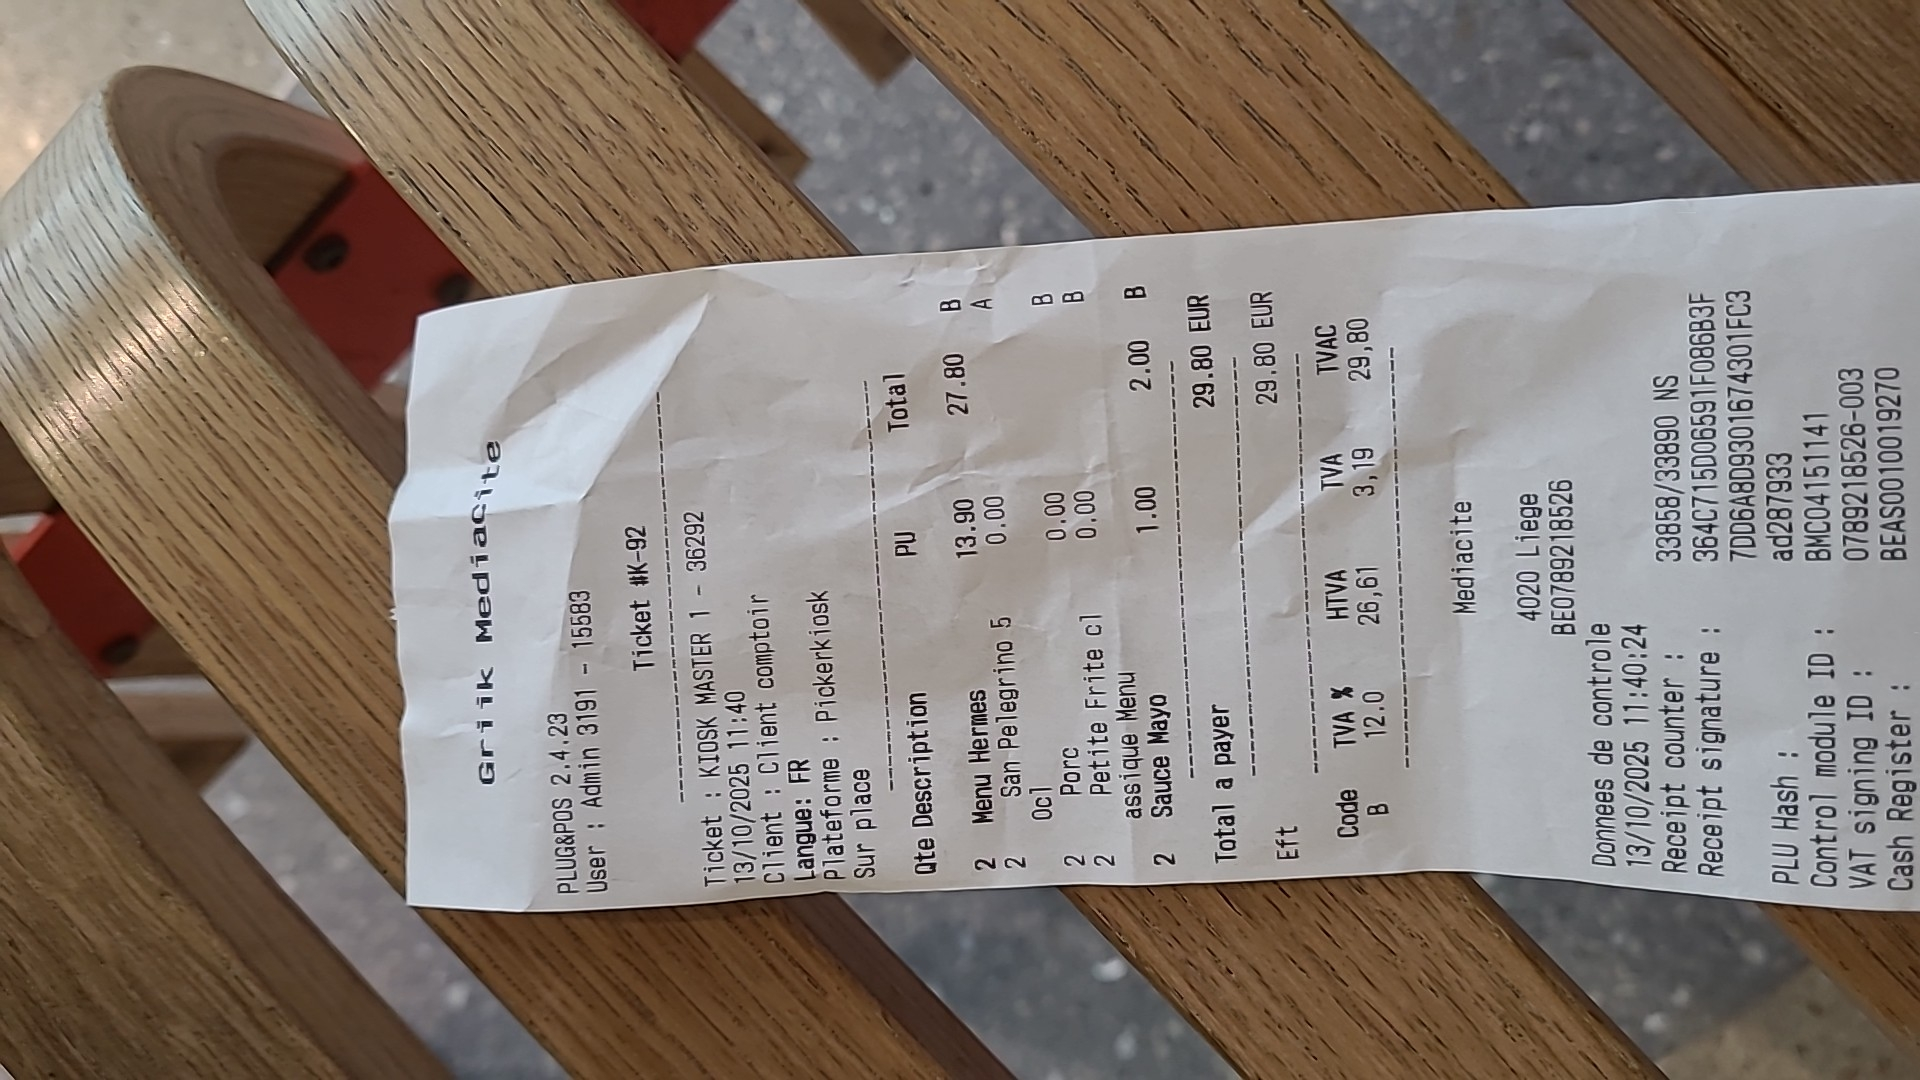 Griik Mediacite
PLUG&POS 2.4.23
User : Admin 3191 - 15583
Ticket #K-92
Ticket : KIOSK MASTER 1 - 36292
13/10/2025 11:40
Client : Client comptoir
Langue: FR
Plateforme : Pickerkiosk
Sur place
Qte Description PU Total
2 Menu Hermes 13.90 27.80 B
2 San Pelegrino 5 0.00 A
0cl
2 Porc 0.00 B
2 Petite Frite cl 0.00 B
assique Menu
2 Sauce Mayo 1.00 2.00 B
Total a payer 29.80 EUR
Eft 29.80 EUR
Code TVA % HTVA TVA TVAC
B 12.0 26,61 3,19 29,80
Mediacite
4020 Liege
BE0789218526
Donnees de controle
13/10/2025 11:40:24
Receipt counter : 33858/33890 NS
Receipt signature : 364C715D06591F086B3F
7DD6A8D9301674301FC3
PLU Hash : ad287933
Control module ID : BMC04151141
VAT signing ID : 0789218526-003
Cash Register : BEAS0010019270